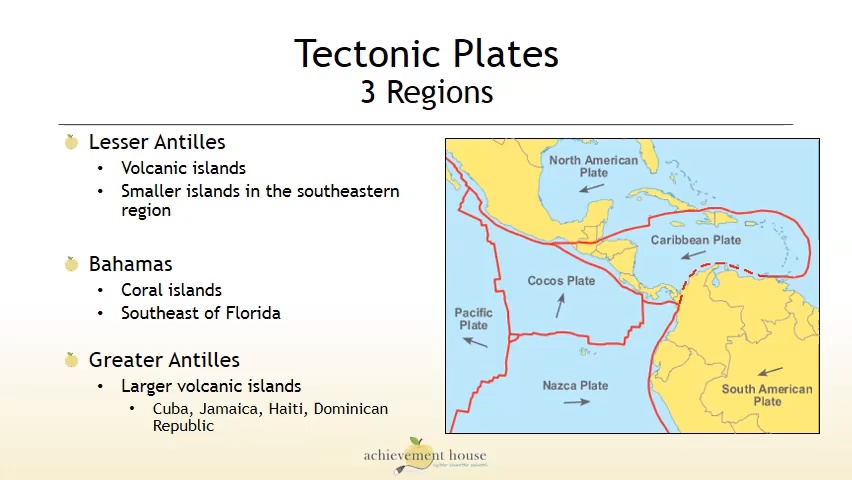 Tectonic Plates
3 Regions
Lesser Antilles
• Volcanic islands
• Smaller islands in the southeastern
region
Bahamas
• Coral islands
• Southeast of Florida
Greater Antilles
• Larger volcanic islands
• Cuba, Jamaica, Haiti, Dominican
Republic
North American
Plate
Caribbean Plate
Cocos Plate
Pacific
Plate
Nazca Plate
South American
Plate
achievement house